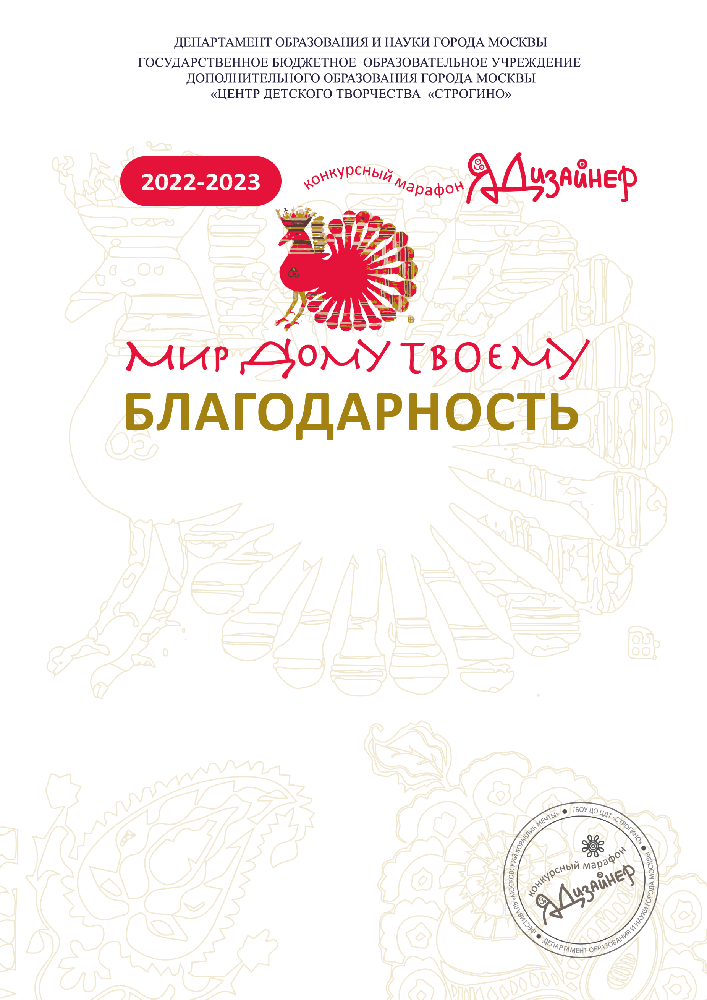 ДЕПАРТАМЕНТ ОБРАЗОВАНИЯ И НАУКИ ГОРОДА МОСКВЫ
ГОСУДАРСТВЕННОЕ БЮДЖЕТНОЕ ОБРАЗОВАТЕЛЬНОЕ УЧРЕЖДЕНИЕ
ДОПОЛНИТЕЛЬНОГО ОБРАЗОВАНИЯ ГОРОДА МОСКВЫ
«ЦЕНТР ДЕТСКОГО ТВОРЧЕСТВА «СТРОГИНО»
2022-2023
конкурсный марафон
Я Дизайнер
Мир Дому Твоему
БЛАГОДАРНОСТЬ
ФЕСТИВАЛЬ «МОСКОВСКИЙ КОРАБЛИК МЕЧТЫ» • ГБОУ ДО ЦДТ «СТРОГИНО» • ДЕПАРТАМЕНТ ОБРАЗОВАНИЯ И НАУКИ ГОРОДА МОСКВЫ •
конкурсный марафон
Я Дизайнер